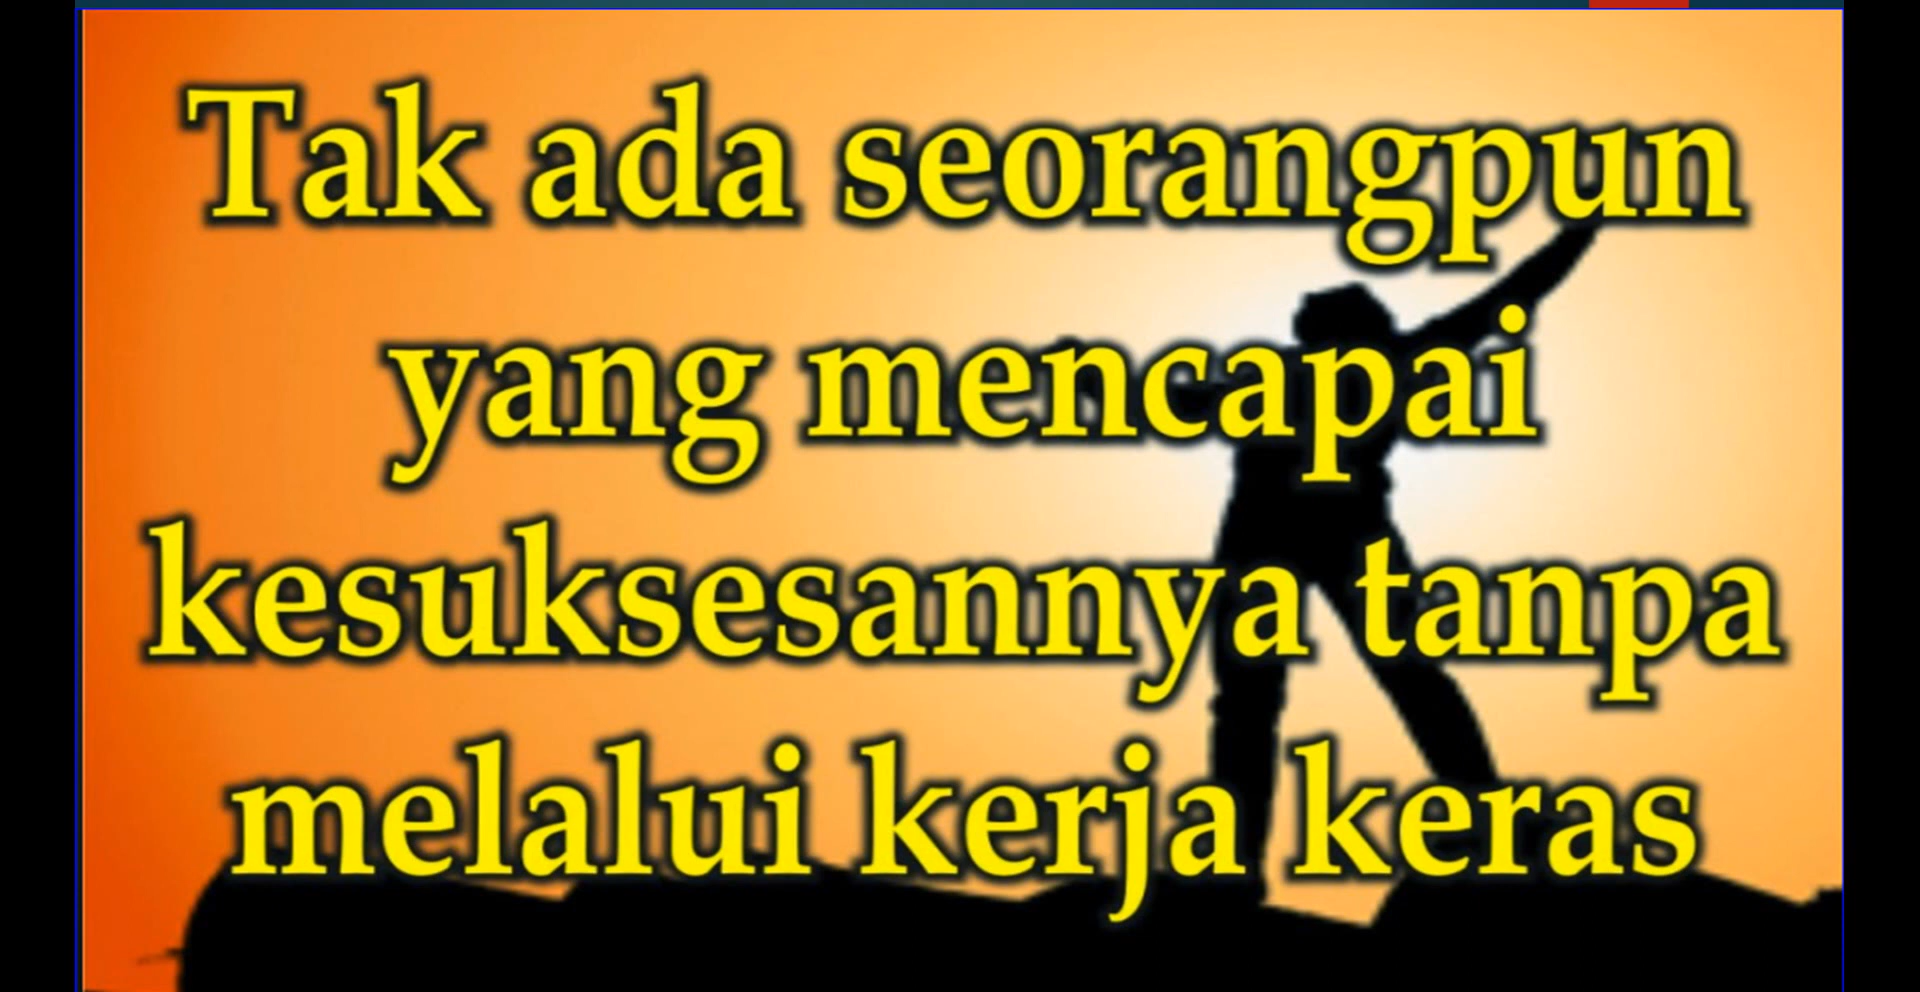 Tak ada seorangpun
yang mencapai
kesuksesannya tanpa
melalui kerja keras